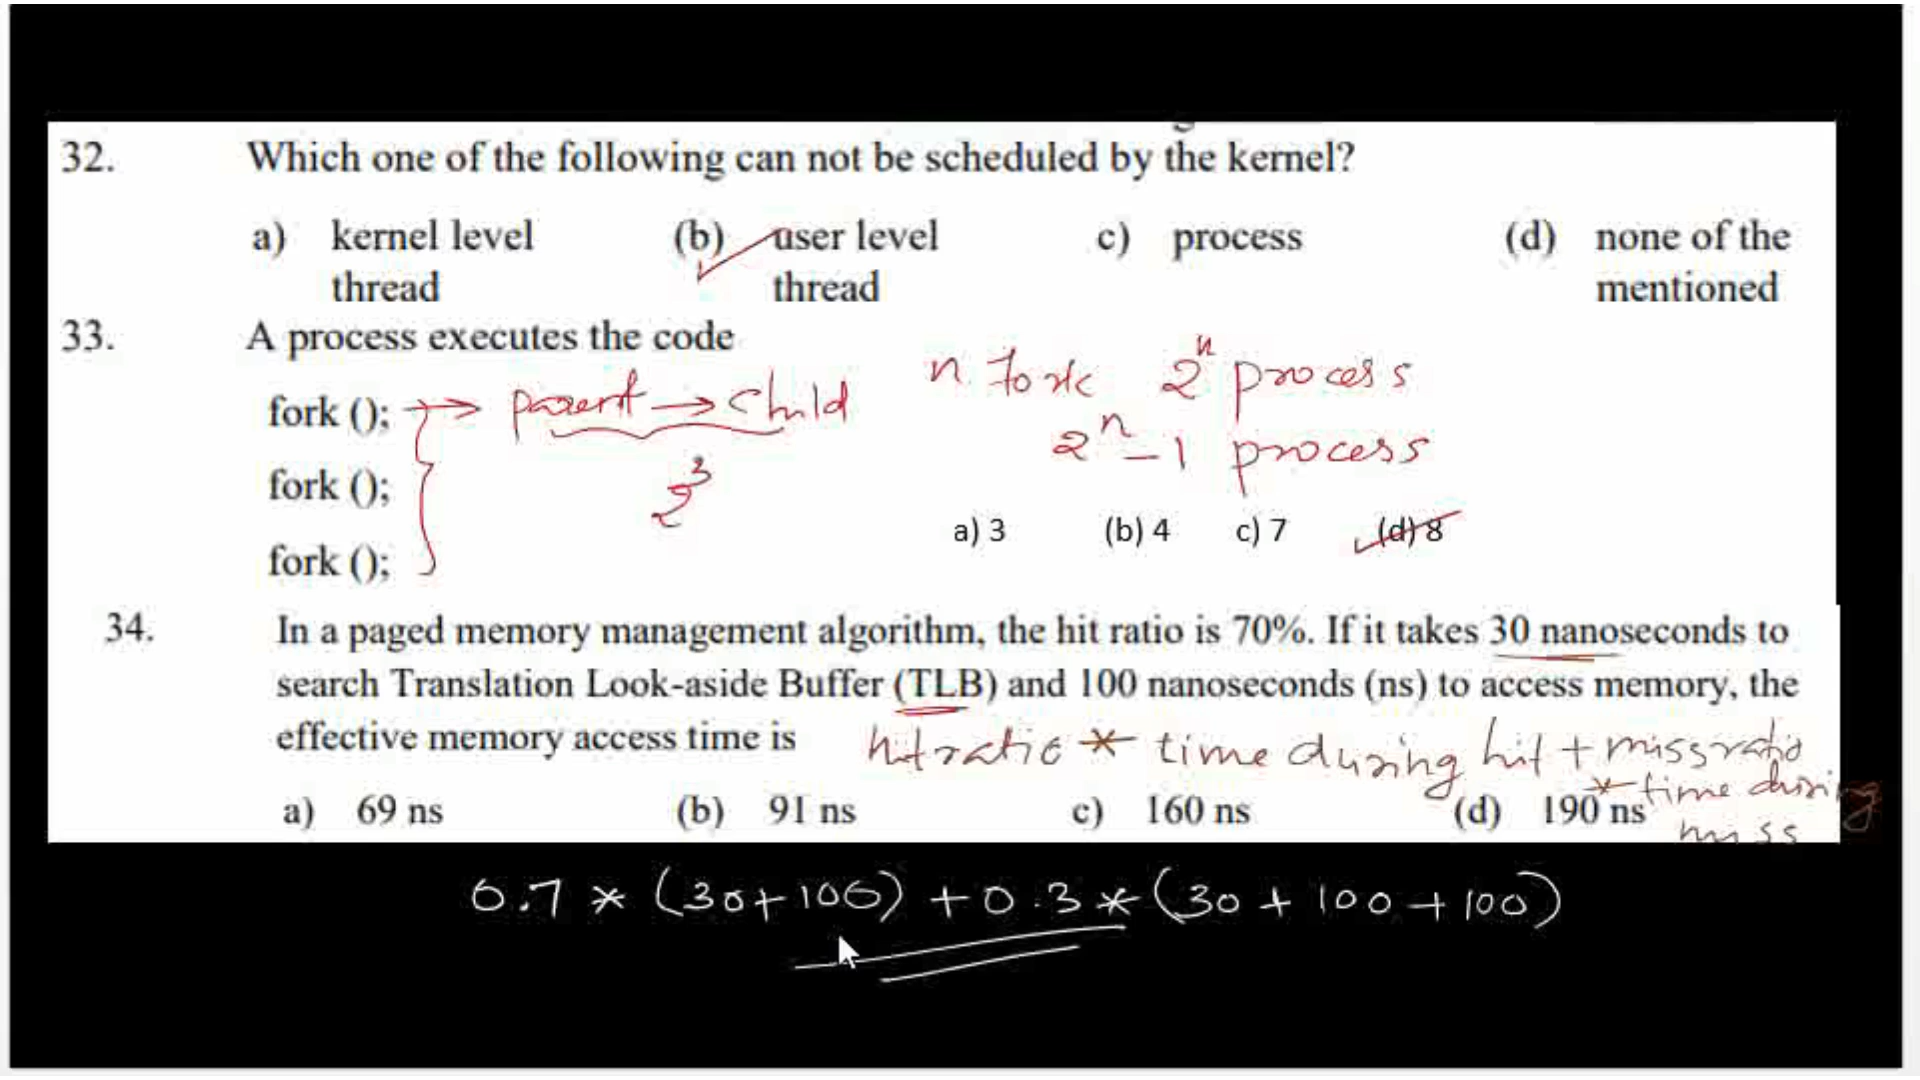 32. Which one of the following can not be scheduled by the kernel?
a) kernel level thread (b) user level thread c) process (d) none of the mentioned
33. A process executes the code
n fork 2^n process
fork (); → parent → child
2^n - 1 process
fork (); 2^3
a) 3 (b) 4 c) 7 (d) 8
fork ();
34. In a paged memory management algorithm, the hit ratio is 70%. If it takes 30 nanoseconds to
search Translation Look-aside Buffer (TLB) and 100 nanoseconds (ns) to access memory, the
effective memory access time is
hit ratio * time during hit + miss ratio
* time during
miss
a) 69 ns (b) 91 ns c) 160 ns (d) 190 ns
0.7 * (30+100) + 0.3 * (30 + 100 + 100)